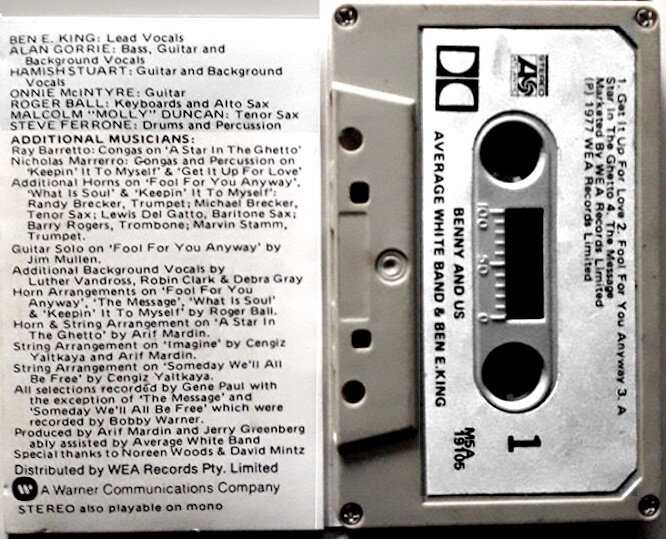 BEN E. KING: Lead Vocals
ALAN GORRIE: Bass, Guitar and
Background Vocals
HAMISH STUART: Guitar and Background
Vocals
ONNIE McINTYRE: Guitar
ROGER BALL: Keyboards and Alto Sax
MALCOLM "MOLLY" DUNCAN: Tenor Sax
STEVE FERRONE: Drums and Percussion
ADDITIONAL MUSICIANS:
Ray Barretto: Congas on 'A Star In The Ghetto'
Nicholas Marrerro: Congas and Percussion on
'Keepin' It To Myself' & 'Get It Up For Love'
Additional Horns on 'Fool For You Anyway',
'What Is Soul' & 'Keepin' It To Myself':
Randy Brecker, Trumpet; Michael Brecker,
Tenor Sax; Lewis Del Gatto, Baritone Sax;
Barry Rogers, Trombone; Marvin Stamm,
Trumpet.
Guitar Solo on 'Fool For You Anyway' by
Jim Mullen.
Additional Background Vocals by
Luther Vandross, Robin Clark & Debra Gray
Horn Arrangements on 'Fool For You
Anyway', 'The Message', 'What Is Soul'
& 'Keepin' It To Myself' by Roger Ball.
Horn & String Arrangement on 'A Star In
The Ghetto' by Arif Mardin.
String Arrangement on 'Imagine' by Cengiz
Yaltkaya and Arif Mardin.
String Arrangement on 'Someday We'll All
Be Free' by Cengiz Yaltkaya.
All selections recorded by Gene Paul with
the exception of 'The Message' and
'Someday We'll All Be Free' which were
recorded by Bobby Warner.
Produced by Arif Mardin and Jerry Greenberg
ably assisted by Average White Band
Special thanks to Noreen Woods & David Mintz
Distributed by WEA Records Pty. Limited
A Warner Communications Company
STEREO also playable on mono
STEREO
ATLANTIC
1. Get It Up For Love 2. Fool For You Anyway 3. A
Star In The Ghetto 4. The Message
Marketed By WEA Records Limited
(P) 1977 WEA Records Limited
100 50 0
BENNY AND US
AVERAGE WHITE BAND & BEN E.KING
M5A
19105
1